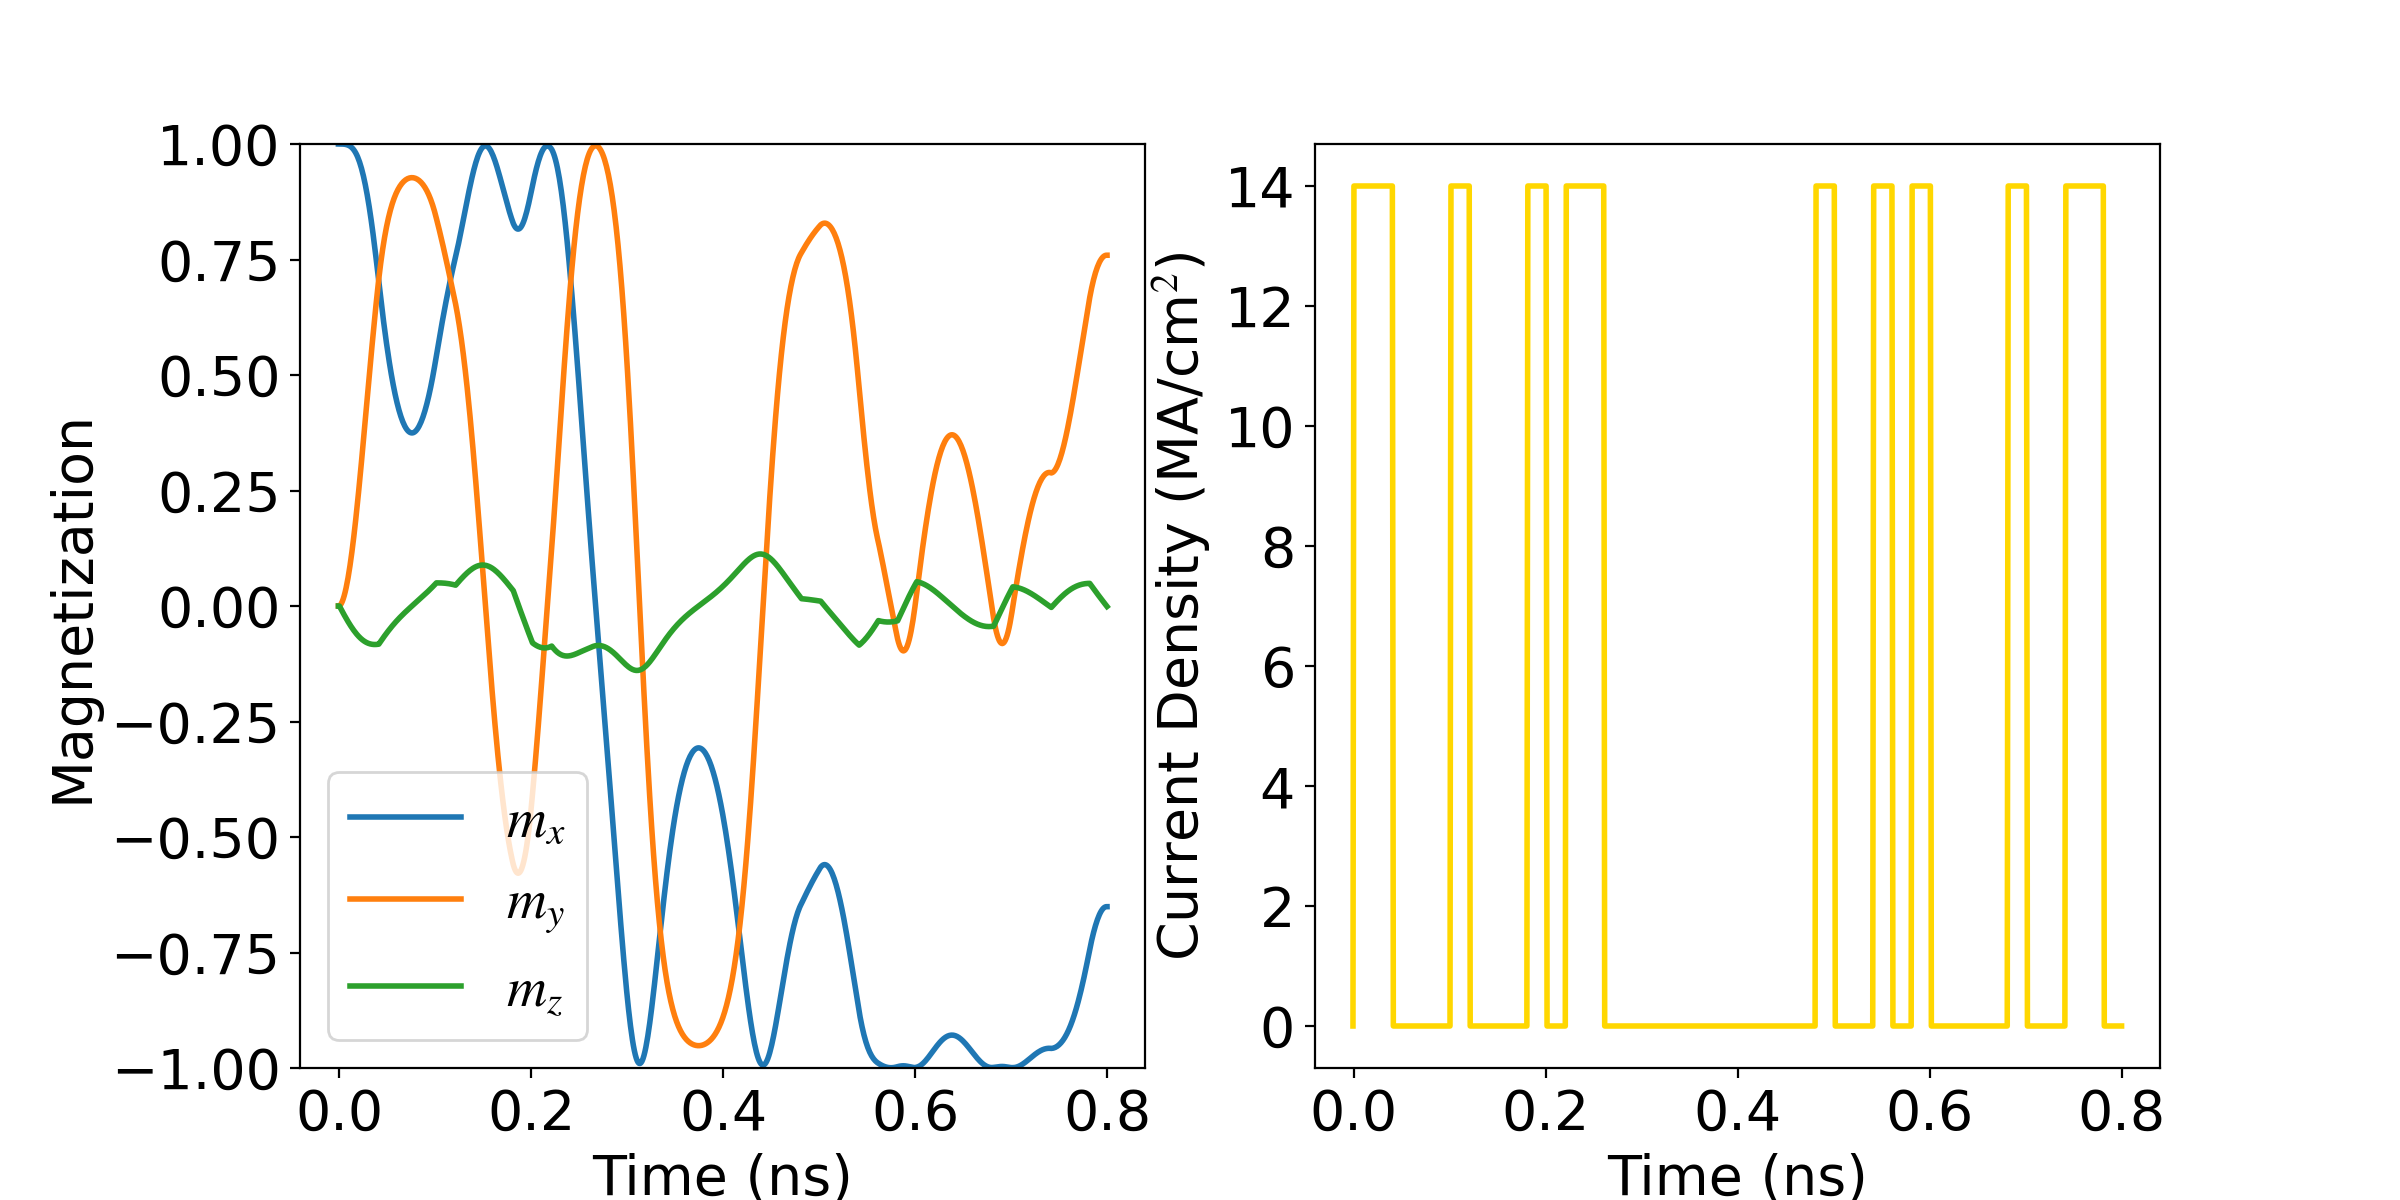 1.00
0.75
0.50
0.25
0.00
−0.25
−0.50
−0.75
−1.00
Magnetization
0.0 0.2 0.4 0.6 0.8
Time (ns)
m_x
m_y
m_z
14
12
10
8
6
4
2
0
Current Density (MA/cm²)
0.0 0.2 0.4 0.6 0.8
Time (ns)